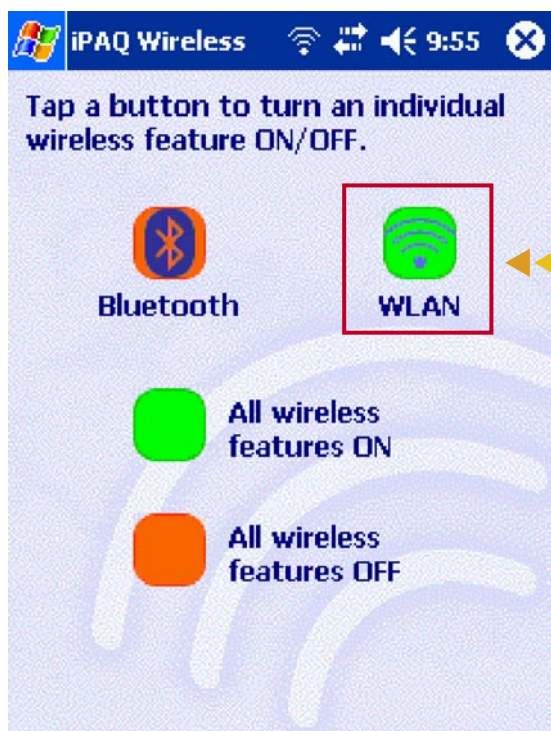 iPAQ Wireless 9:55
Tap a button to turn an individual
wireless feature ON/OFF.
Bluetooth WLAN
All wireless
features ON
All wireless
features OFF